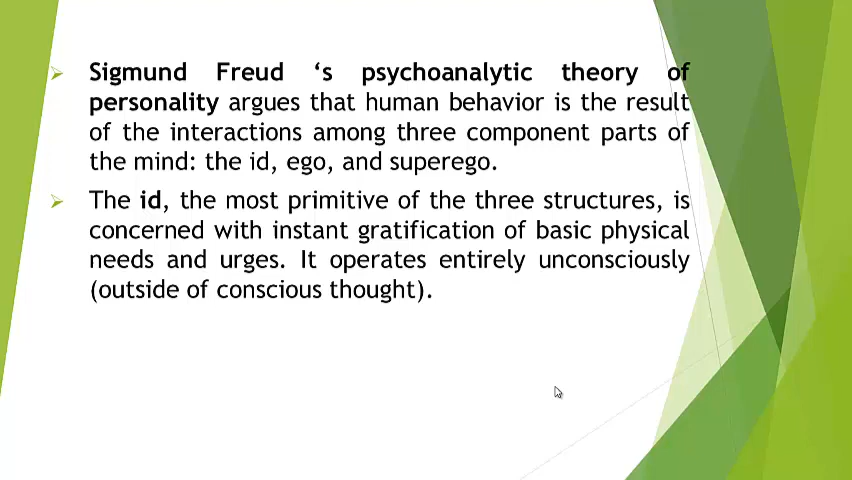 Sigmund Freud ‘s psychoanalytic theory of
personality argues that human behavior is the result
of the interactions among three component parts of
the mind: the id, ego, and superego.
The id, the most primitive of the three structures, is
concerned with instant gratification of basic physical
needs and urges. It operates entirely unconsciously
(outside of conscious thought).